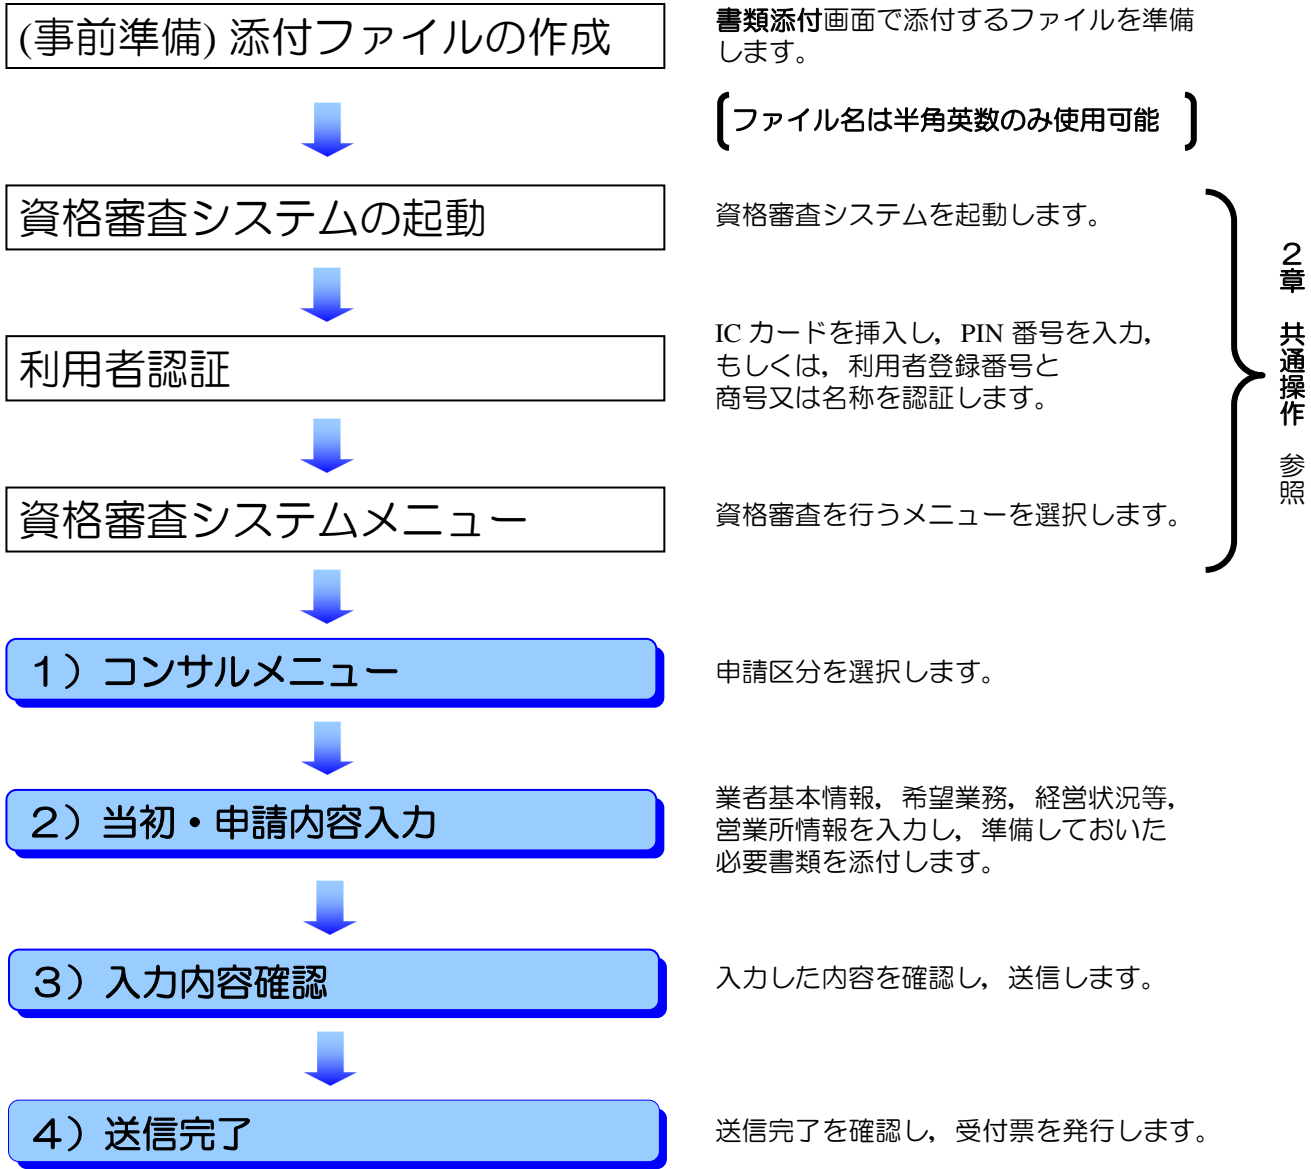 (事前準備) 添付ファイルの作成
書類添付画面で添付するファイルを準備
します。
ファイル名は半角英数のみ使用可能
資格審査システムの起動
資格審査システムを起動します。
利用者認証
IC カードを挿入し，PIN 番号を入力，
もしくは，利用者登録番号と
商号又は名称を認証します。
資格審査システムメニュー
資格審査を行うメニューを選択します。
２章　共通操作　参照
１）コンサルメニュー
申請区分を選択します。
２）当初・申請内容入力
業者基本情報，希望業務，経営状況等，
営業所情報を入力し，準備しておいた
必要書類を添付します。
３）入力内容確認
入力した内容を確認し，送信します。
４）送信完了
送信完了を確認し，受付票を発行します。